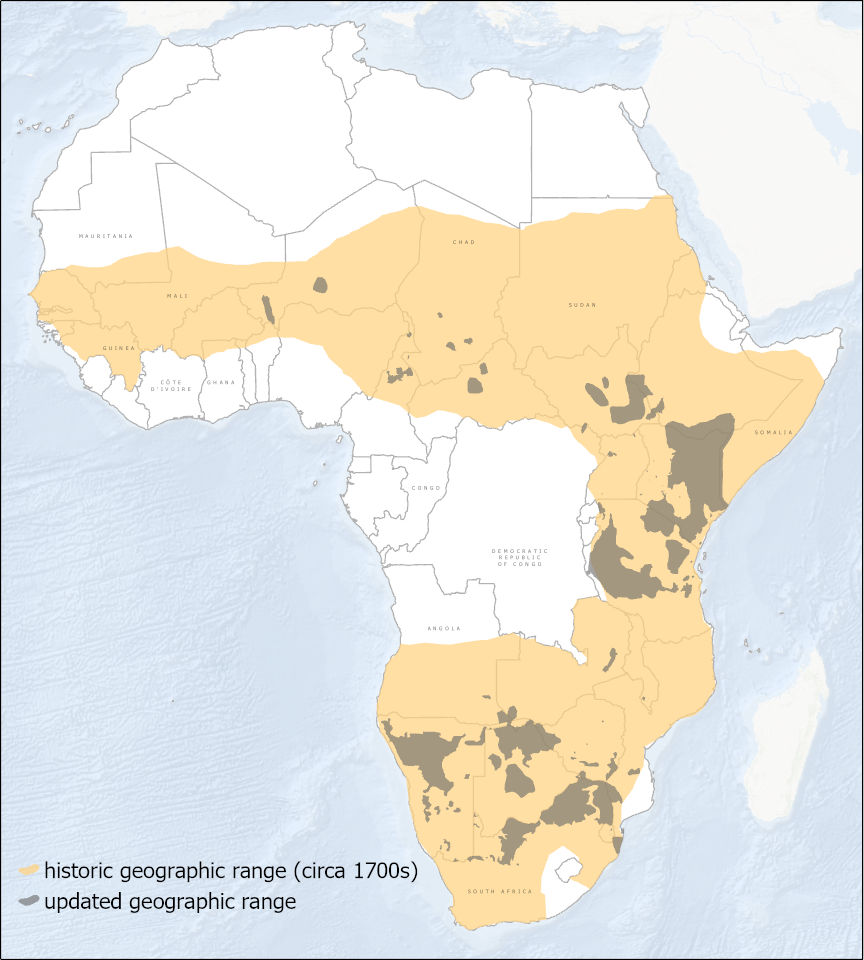 MAURITANIA
CHAD
MALI
SUDAN
GUINEA
CÔTE
D'IVOIRE
GHANA
SOMALIA
CONGO
DEMOCRATIC
REPUBLIC
OF CONGO
ANGOLA
historic geographic range (circa 1700s)
SOUTH AFRICA
updated geographic range